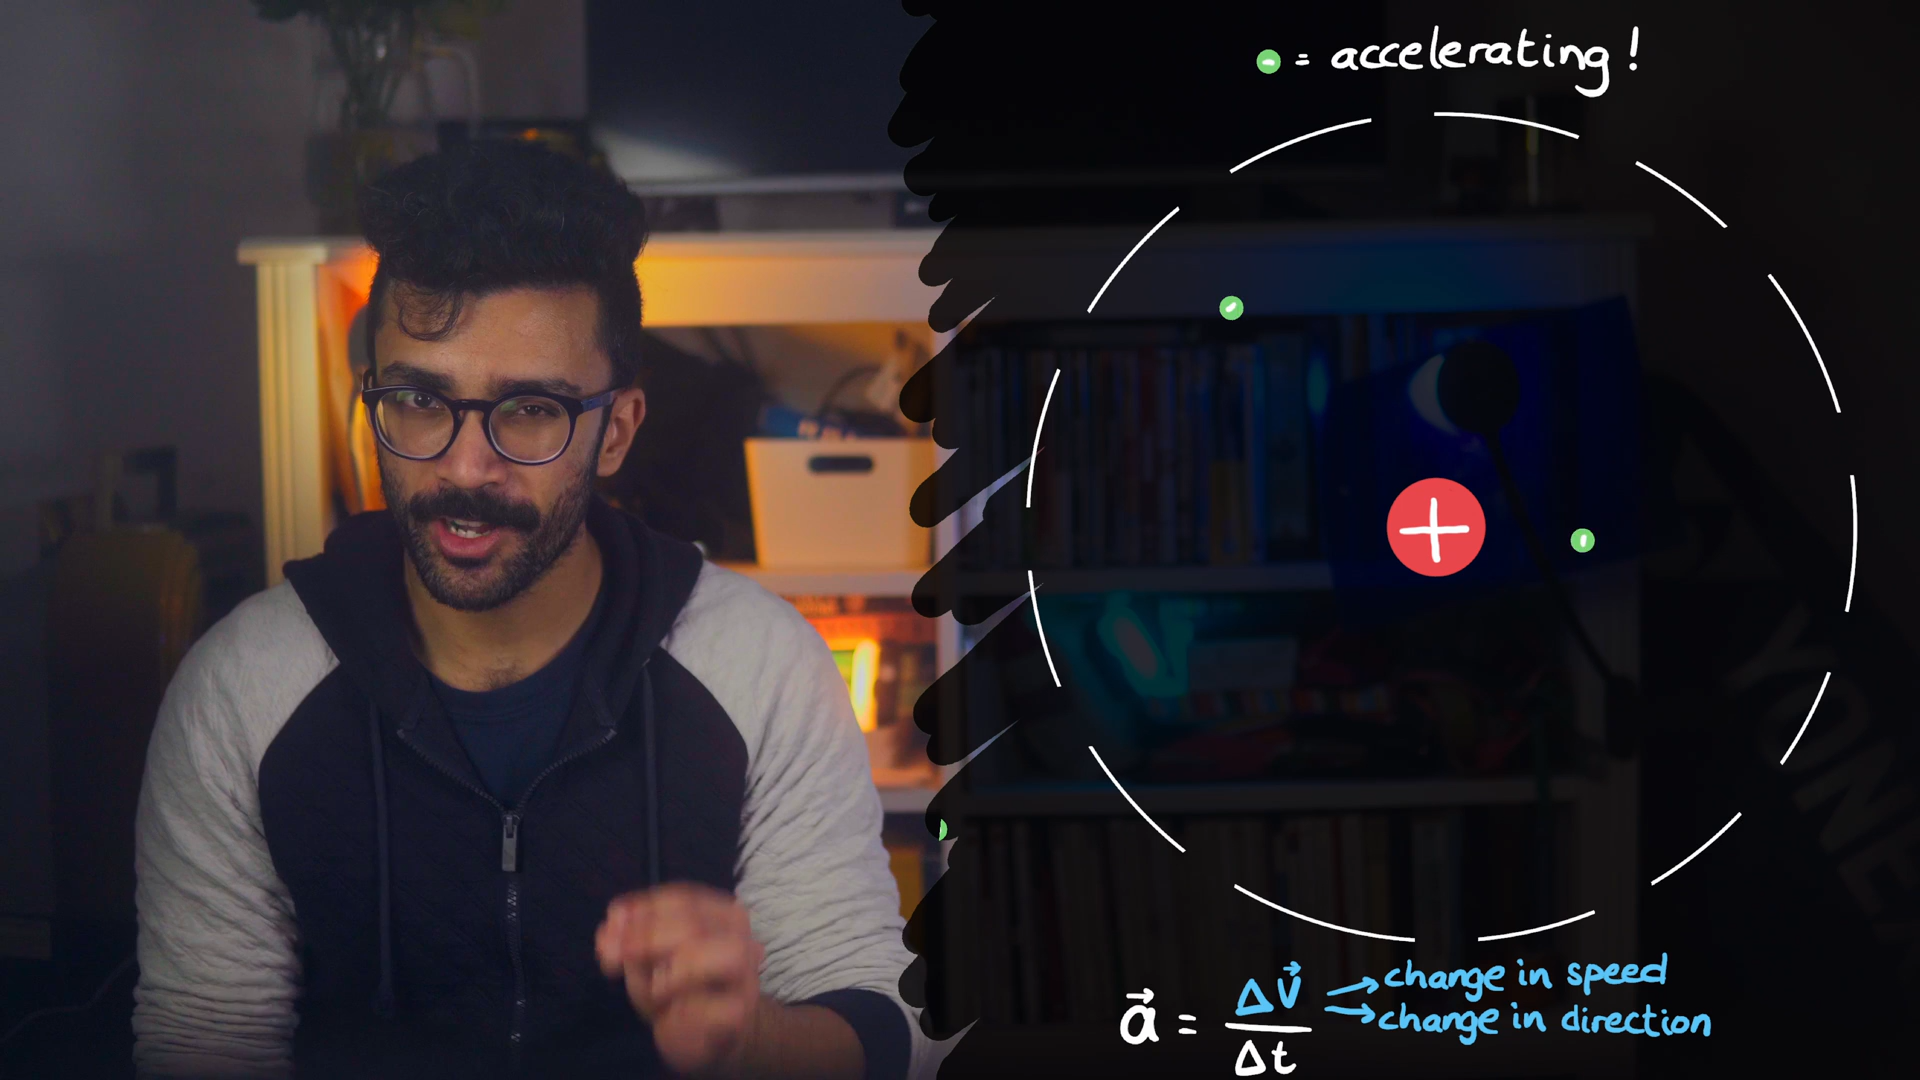 - = accelerating!
+
a⃗ = Δv⃗ / Δt
→ change in speed
→ change in direction